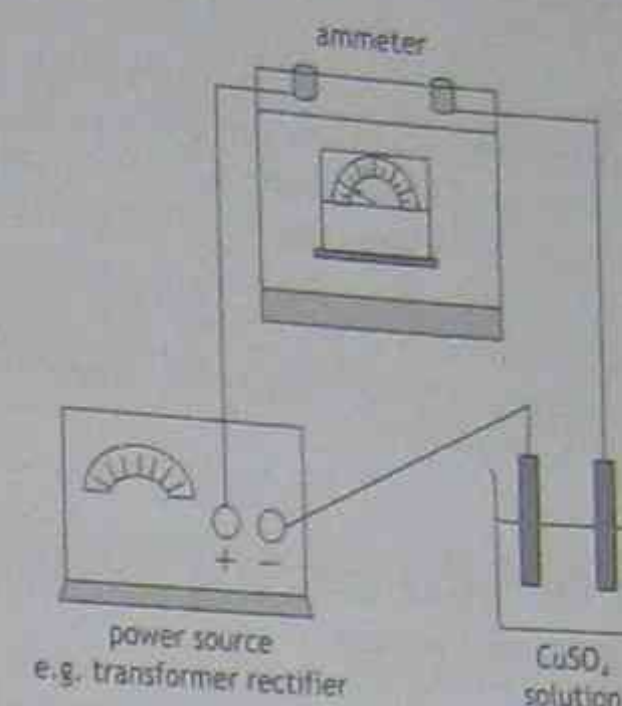 ammeter
+ −
power source
e.g. transformer rectifier
CuSO₄
solution